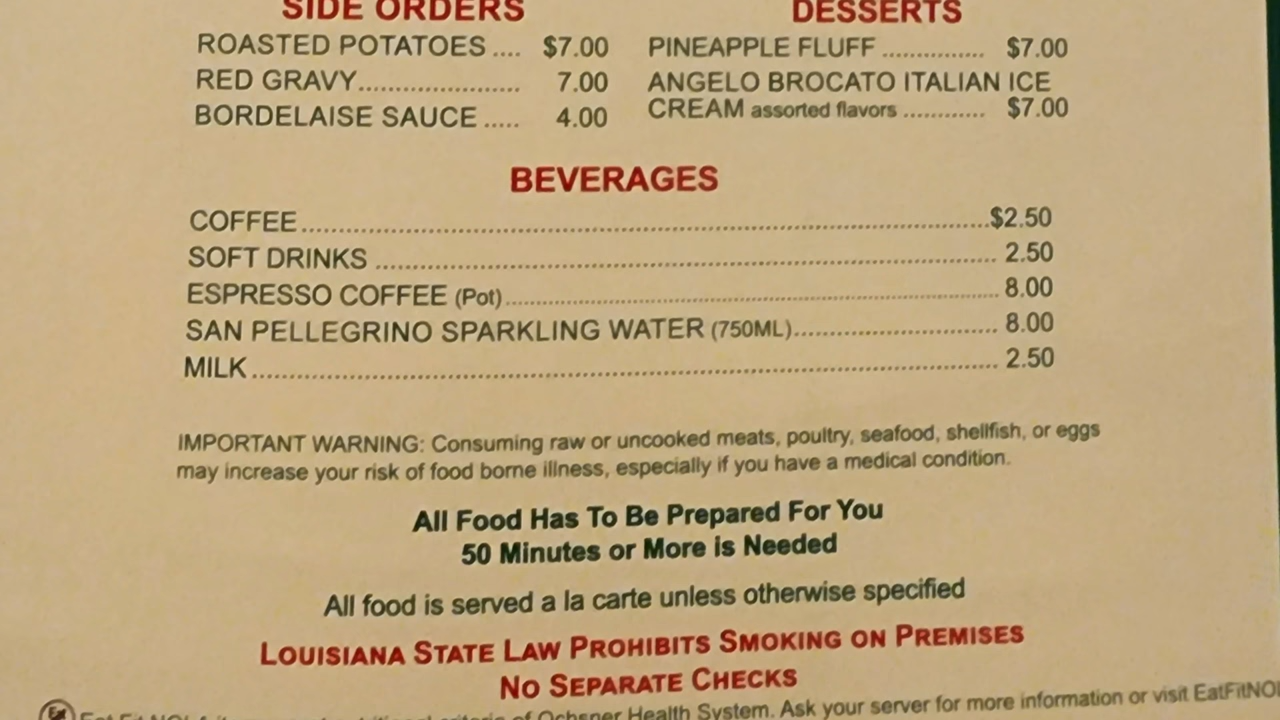 SIDE ORDERS
ROASTED POTATOES .... $7.00
RED GRAVY....................... 7.00
BORDELAISE SAUCE ..... 4.00
DESSERTS
PINEAPPLE FLUFF ............... $7.00
ANGELO BROCATO ITALIAN ICE
CREAM assorted flavors ............ $7.00
BEVERAGES
COFFEE....................................................................................................$2.50
SOFT DRINKS .......................................................................................... 2.50
ESPRESSO COFFEE (Pot)....................................................................... 8.00
SAN PELLEGRINO SPARKLING WATER (750ML)............................. 8.00
MILK............................................................................................................ 2.50
IMPORTANT WARNING: Consuming raw or uncooked meats, poultry, seafood, shellfish, or eggs
may increase your risk of food borne illness, especially if you have a medical condition.
All Food Has To Be Prepared For You
50 Minutes or More is Needed
All food is served a la carte unless otherwise specified
LOUISIANA STATE LAW PROHIBITS SMOKING ON PREMISES
NO SEPARATE CHECKS
of Ochsner Health System. Ask your server for more information or visit EatFitNOL